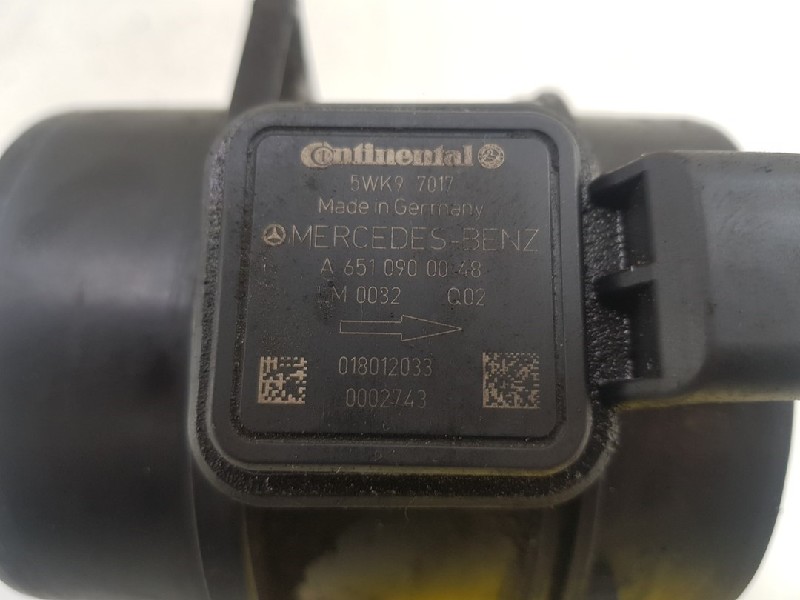 Continental
5WK9 7017
Made in Germany
MERCEDES-BENZ
A 651 090 00 48
0032 Q02
018012033
0002743